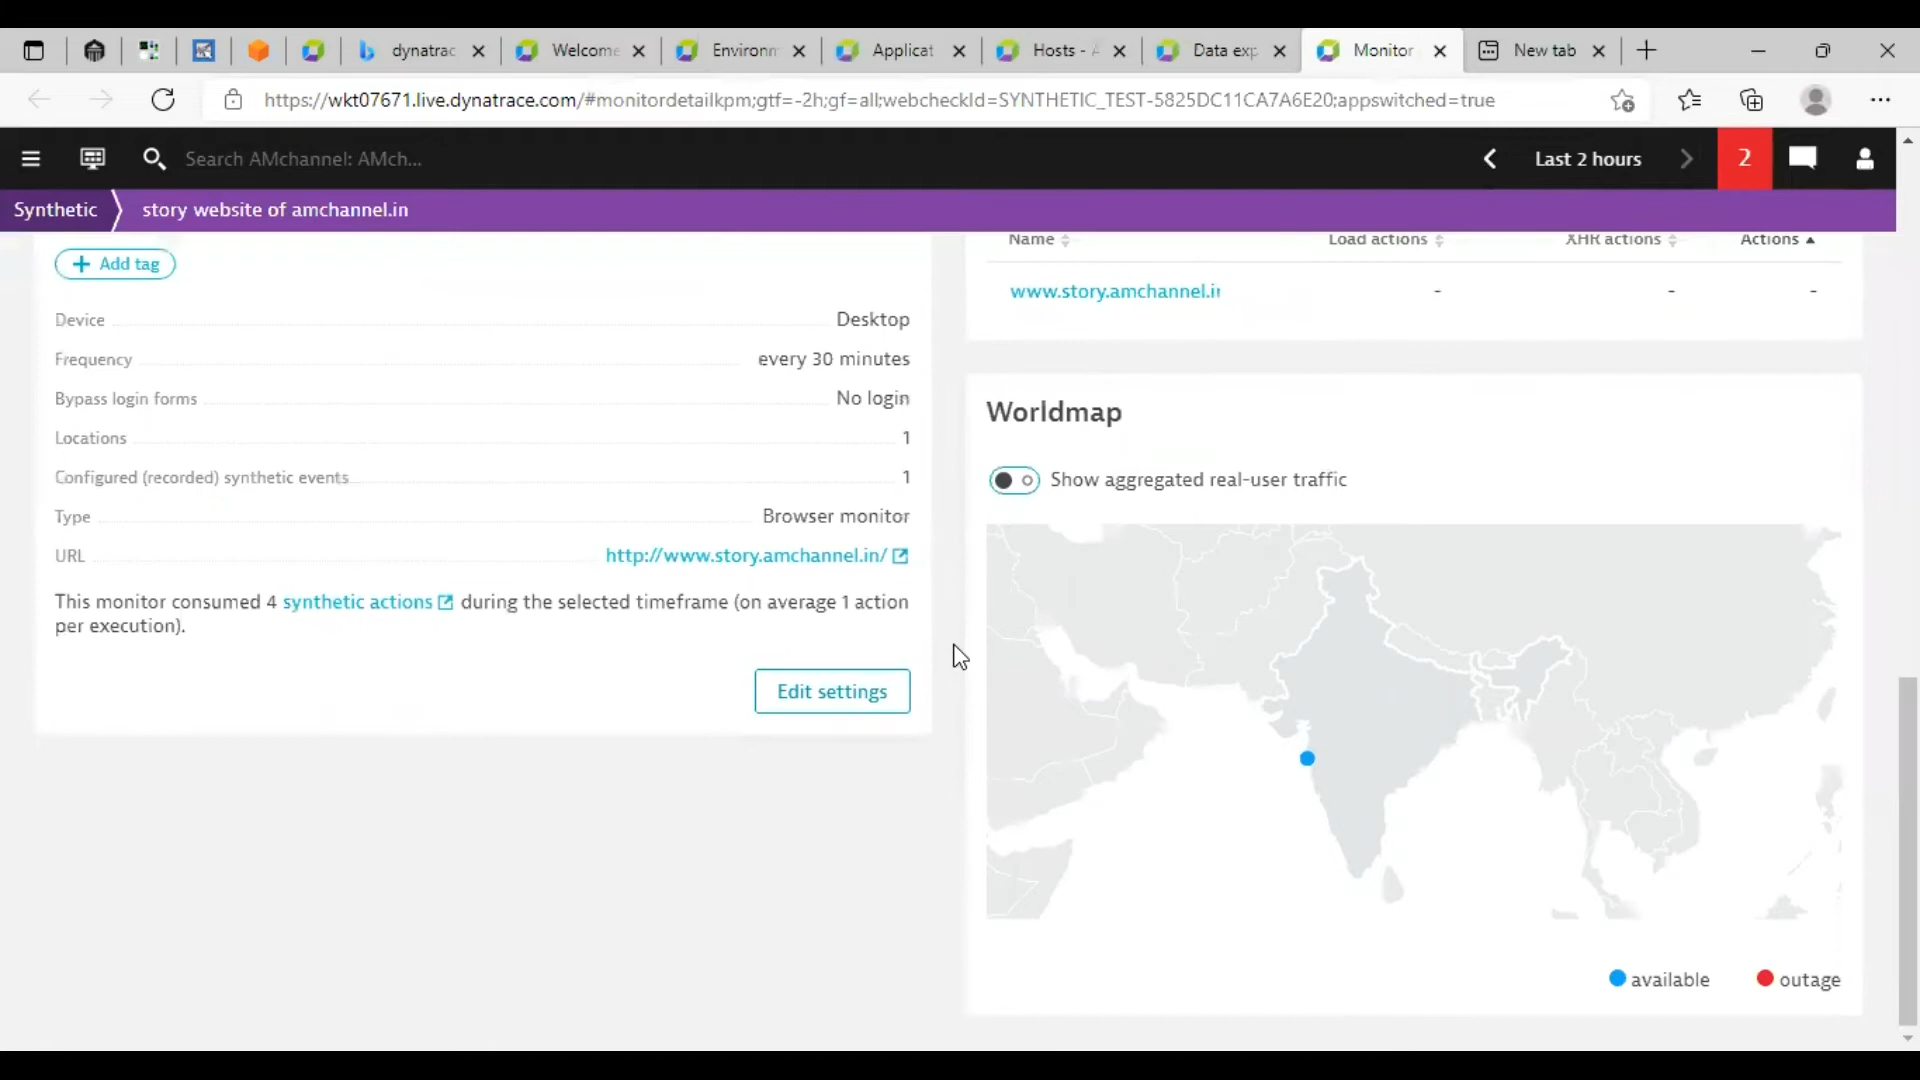 dynatrac
Welcome
Environm
Applicat
Hosts - A
Data exp
Monitor
New tab
https://wkt07671.live.dynatrace.com/#monitordetailkpm;gtf=-2h;gf=all;webcheckId=SYNTHETIC_TEST-5825DC11CA7A6E20;appswitched=true
Search AMchannel: AMch...
Last 2 hours
2
Synthetic
story website of amchannel.in
Add tag
Device
Desktop
Frequency
every 30 minutes
Bypass login forms
No login
Locations
1
Configured (recorded) synthetic events
1
Type
Browser monitor
URL
http://www.story.amchannel.in/
This monitor consumed 4 synthetic actions during the selected timeframe (on average 1 action
per execution).
Edit settings
Name
Load actions
XHR actions
Actions
www.story.amchannel.in
-
-
-
Worldmap
Show aggregated real-user traffic
available
outage